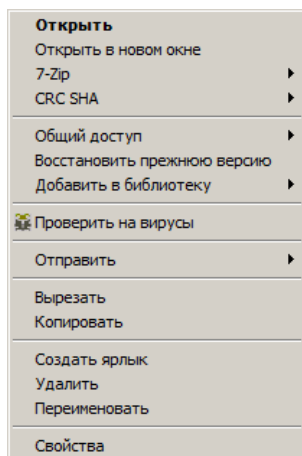 Открыть
Открыть в новом окне
7-Zip
CRC SHA
Общий доступ
Восстановить прежнюю версию
Добавить в библиотеку
Проверить на вирусы
Отправить
Вырезать
Копировать
Создать ярлык
Удалить
Переименовать
Свойства